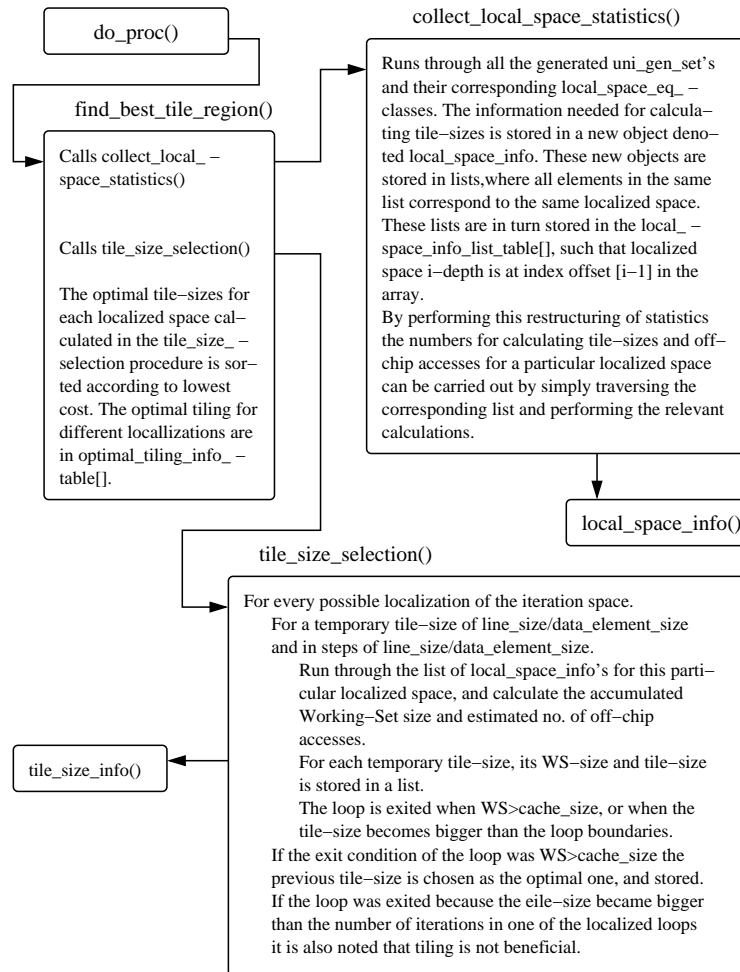 do_proc()
find_best_tile_region()
Calls collect_local_ −
space_statistics()
Calls tile_size_selection()
The optimal tile−sizes for
each localized space cal−
culated in the tile_size_ −
selection procedure is sor−
ted according to lowest
cost. The optimal tiling for
different locallizations are
in optimal_tiling_info_ −
table[].
collect_local_space_statistics()
Runs through all the generated uni_gen_set's
and their corresponding local_space_eq_ −
classes. The information needed for calcula−
ting tile−sizes is stored in a new object deno−
ted local_space_info. These new objects are
stored in lists,where all elements in the same
list correspond to the same localized space.
These lists are in turn stored in the local_ −
space_info_list_table[], such that localized
space i−depth is at index offset [i−1] in the
array.
By performing this restructuring of statistics
the numbers for calculating tile−sizes and off−
chip accesses for a particular localized space
can be carried out by simply traversing the
corresponding list and performing the relevant
calculations.
local_space_info()
tile_size_selection()
For every possible localization of the iteration space.
For a temporary tile−size of line_size/data_element_size
and in steps of line_size/data_element_size.
Run through the list of local_space_info's for this parti−
cular localized space, and calculate the accumulated
Working−Set size and estimated no. of off−chip
accesses.
For each temporary tile−size, its WS−size and tile−size
is stored in a list.
The loop is exited when WS>cache_size, or when the
tile−size becomes bigger than the loop boundaries.
If the exit condition of the loop was WS>cache_size the
previous tile−size is chosen as the optimal one, and stored.
If the loop was exited because the eile−size became bigger
than the number of iterations in one of the localized loops
it is also noted that tiling is not beneficial.
tile_size_info()